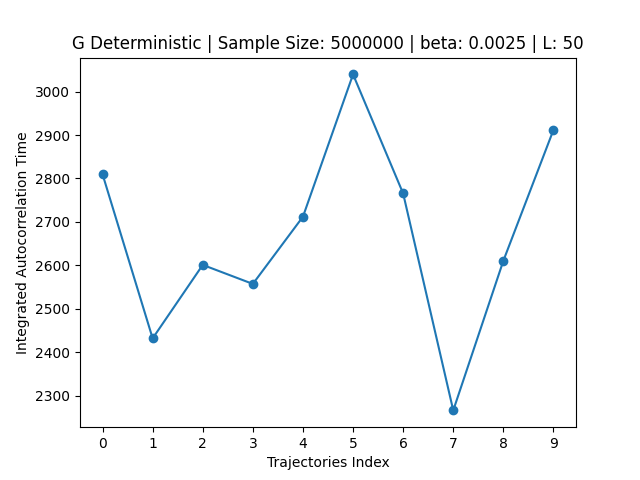 G Deterministic | Sample Size: 5000000 | beta: 0.0025 | L: 50
Integrated Autocorrelation Time
3000
2900
2800
2700
2600
2500
2400
2300
0 1 2 3 4 5 6 7 8 9
Trajectories Index